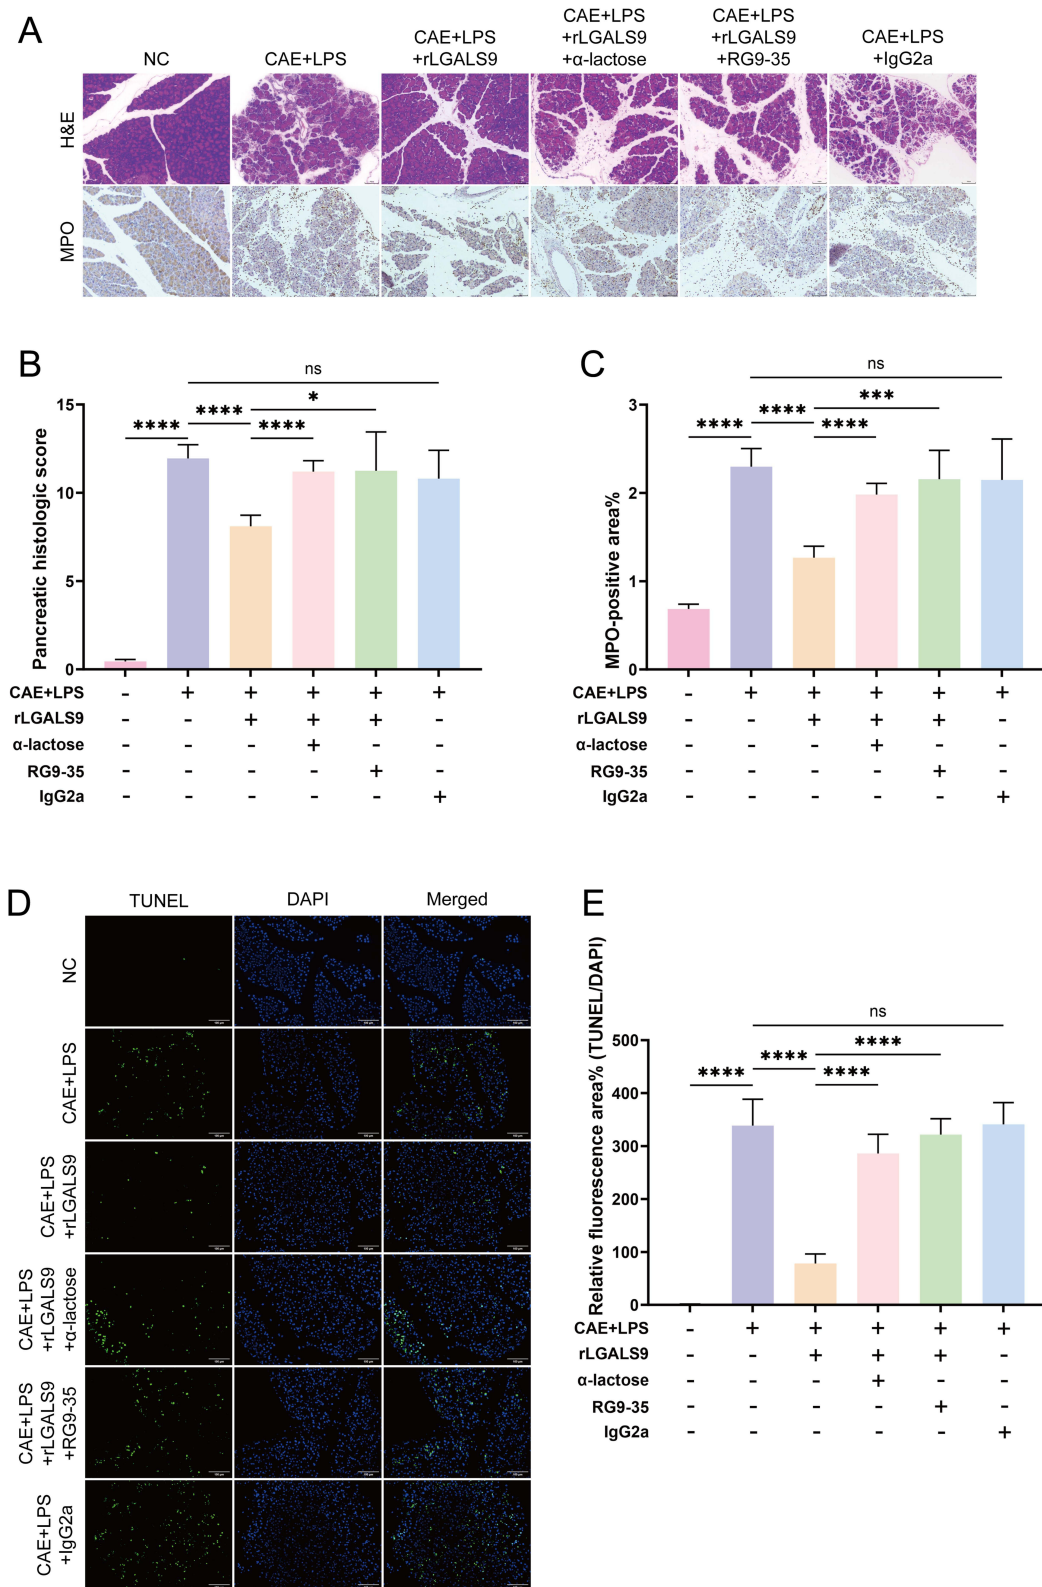 A
NC
CAE+LPS
CAE+LPS
+rLGALS9
CAE+LPS
+rLGALS9
+α-lactose
CAE+LPS
+rLGALS9
+RG9-35
CAE+LPS
+IgG2a
H&E
MPO
B
ns
*
**** **** ****
Pancreatic histologic score
15
10
5
0
CAE+LPS - + + + + +
rLGALS9 - - + + + -
α-lactose - - - + - -
RG9-35 - - - - + -
IgG2a - - - - - +
C
ns
***
**** **** ****
MPO-positive area%
3
2
1
0
CAE+LPS - + + + + +
rLGALS9 - - + + + -
α-lactose - - - + - -
RG9-35 - - - - + -
IgG2a - - - - - +
D
TUNEL DAPI Merged
NC
CAE+LPS
CAE+LPS
+rLGALS9
CAE+LPS
+rLGALS9
+α-lactose
CAE+LPS
+rLGALS9
+RG9-35
CAE+LPS
+IgG2a
E
ns
****
**** **** ****
Relative fluorescence area% (TUNEL/DAPI)
500
400
300
200
100
0
CAE+LPS - + + + + +
rLGALS9 - - + + + -
α-lactose - - - + - -
RG9-35 - - - - + -
IgG2a - - - - - +